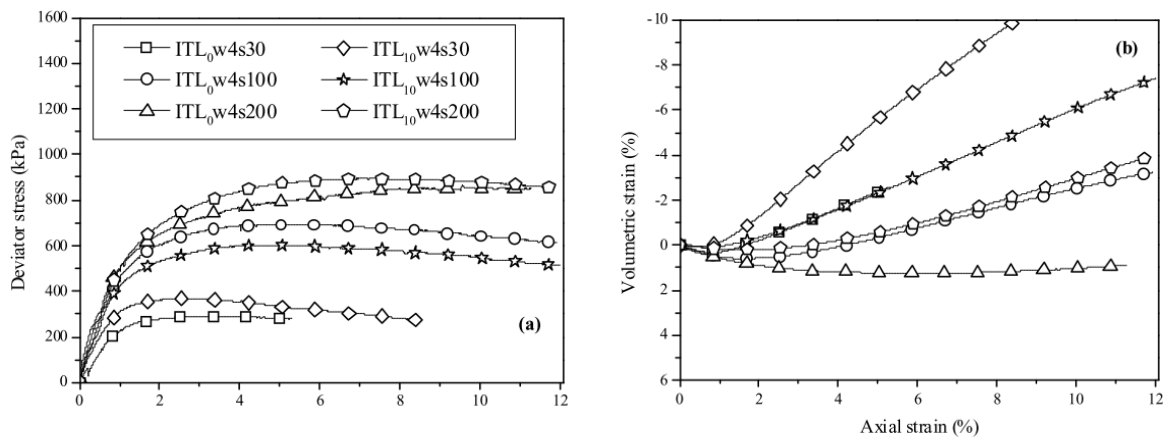 1600
1400
1200
1000
800
600
400
200
0
Deviator stress (kPa)
ITL₀w4s30
ITL₁₀w4s30
ITL₀w4s100
ITL₁₀w4s100
ITL₀w4s200
ITL₁₀w4s200
(a)
0 2 4 6 8 10 12
-10
-8
-6
-4
-2
0
2
4
6
Volumetric strain (%)
(b)
0 2 4 6 8 10 12
Axial strain (%)